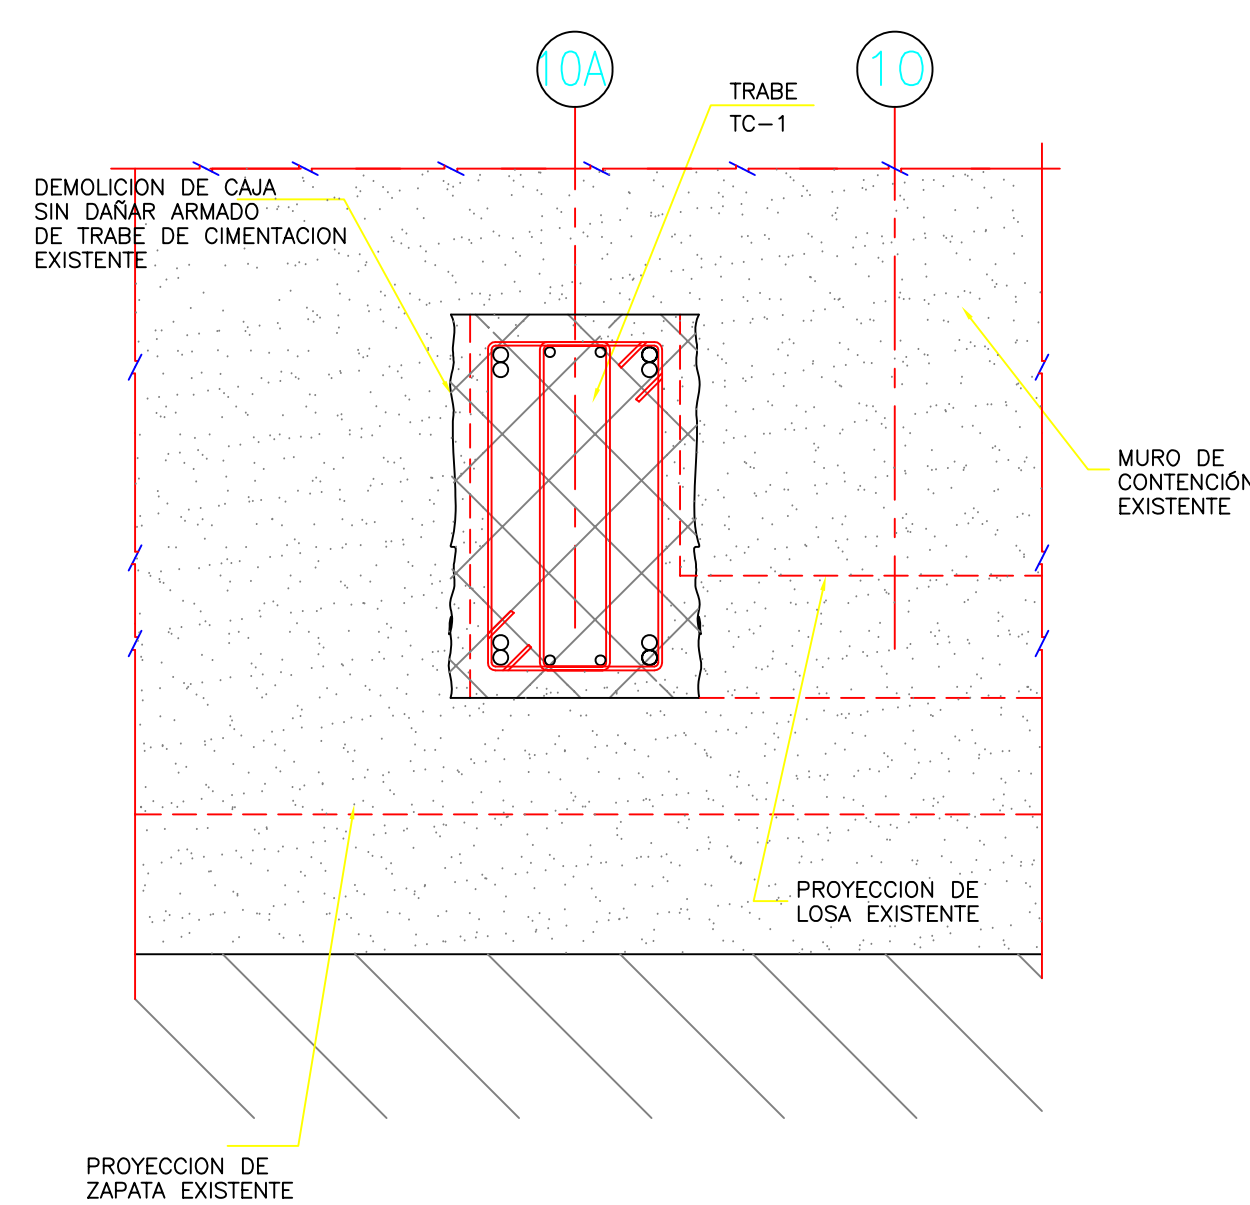 10A
10
TRABE
TC-1
DEMOLICION DE CAJA
SIN DAÑAR ARMADO
DE TRABE DE CIMENTACION
EXISTENTE
MURO DE
CONTENCIÓN
EXISTENTE
PROYECCION DE
LOSA EXISTENTE
PROYECCION DE
ZAPATA EXISTENTE